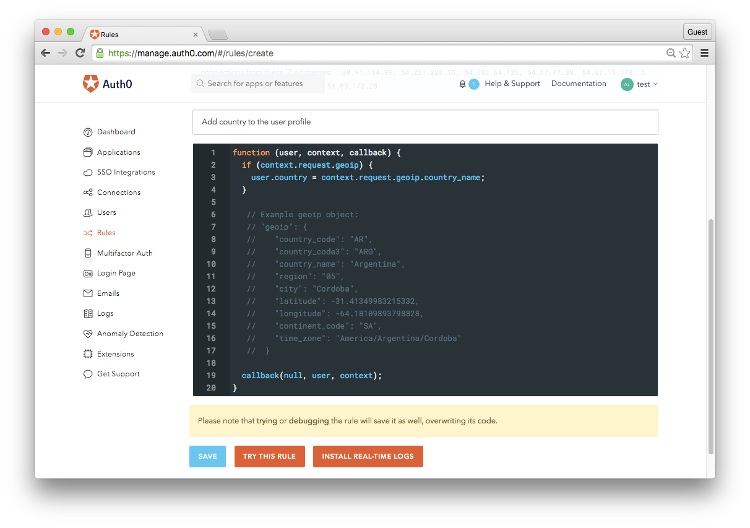 Rules
Guest
https://manage.auth0.com/#/rules/create
Auth0
Search for apps or features
Help & Support
Documentation
test
Dashboard
Applications
SSO Integrations
Connections
Users
Rules
Multifactor Auth
Login Page
Emails
Logs
Anomaly Detection
Extensions
Get Support
Add country to the user profile
1 function (user, context, callback) {
2 if (context.request.geoip) {
3 user.country = context.request.geoip.country_name;
4 }
5
6 // Example geoip object:
7 // "geoip": {
8 // "country_code": "AR",
9 // "country_code3": "ARG",
10 // "country_name": "Argentina",
11 // "region": "05",
12 // "city": "Cordoba",
13 // "latitude": -31.41349983215332,
14 // "longitude": -64.18109893798828,
15 // "continent_code": "SA",
16 // "time_zone": "America/Argentina/Cordoba"
17 // }
18
19 callback(null, user, context);
20 }
Please note that trying or debugging the rule will save it as well, overwriting its code.
SAVE
TRY THIS RULE
INSTALL REAL-TIME LOGS